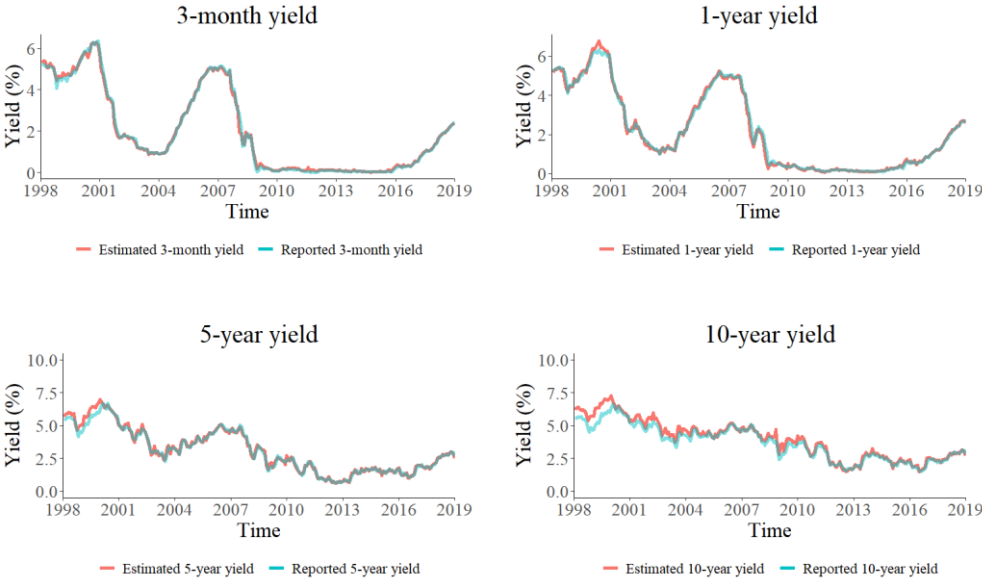 3-month yield
Yield (%)
6
4
2
0
1998 2001 2004 2007 2010 2013 2016 2019
Time
Estimated 3-month yield Reported 3-month yield
1-year yield
Yield (%)
6
4
2
0
1998 2001 2004 2007 2010 2013 2016 2019
Time
Estimated 1-year yield Reported 1-year yield
5-year yield
Yield (%)
10.0
7.5
5.0
2.5
0.0
1998 2001 2004 2007 2010 2013 2016 2019
Time
Estimated 5-year yield Reported 5-year yield
10-year yield
Yield (%)
10.0
7.5
5.0
2.5
0.0
1998 2001 2004 2007 2010 2013 2016 2019
Time
Estimated 10-year yield Reported 10-year yield